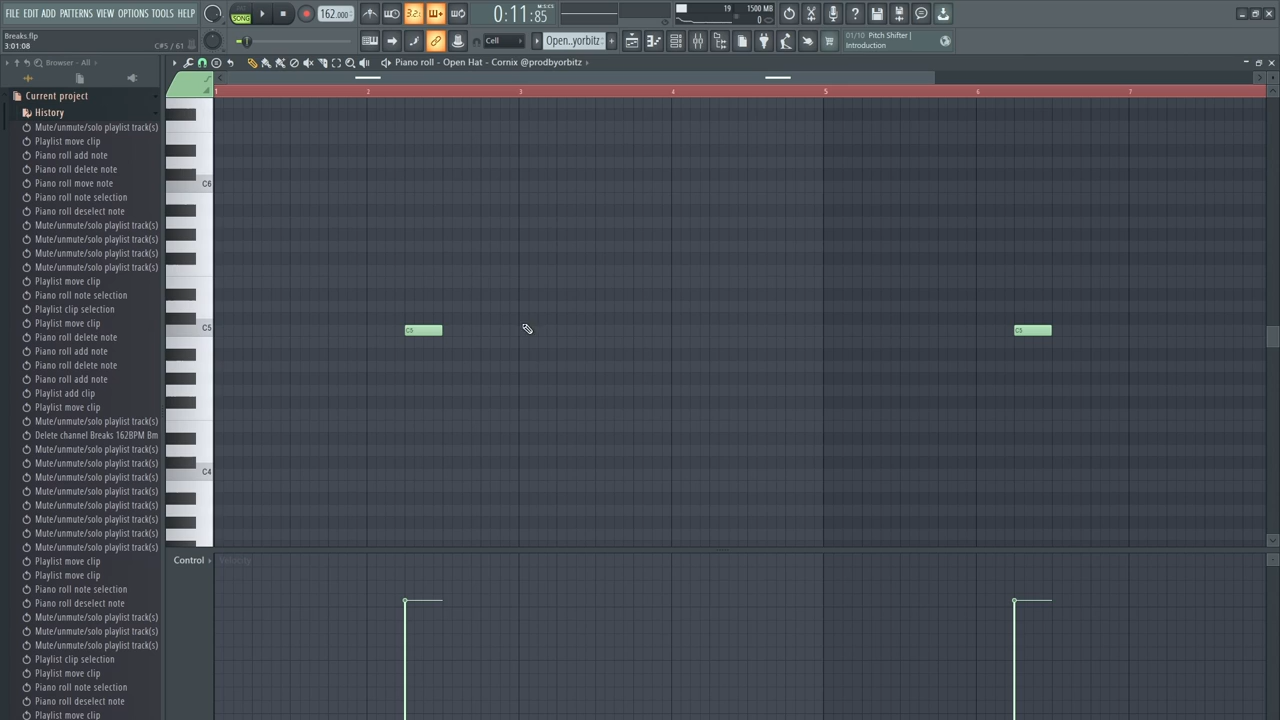 FILE EDIT ADD PATTERNS VIEW OPTIONS TOOLS HELP
SONG
162.000
0:11:85
19
1500 MB
0
Breaks.flp
3:01:08
C#5 / 61
Cell
Open..yorbitz
01/10 Pitch Shifter |
Introduction
Browser - All
Piano roll - Open Hat - Cornix @prodbyorbitz
Current project
History
Mute/unmute/solo playlist track(s)
Playlist move clip
Piano roll add note
Piano roll delete note
Piano roll move note
Piano roll note selection
Piano roll deselect note
Mute/unmute/solo playlist track(s)
Mute/unmute/solo playlist track(s)
Mute/unmute/solo playlist track(s)
Mute/unmute/solo playlist track(s)
Playlist move clip
Piano roll note selection
Playlist clip selection
Playlist move clip
Piano roll delete note
Piano roll add note
Piano roll delete note
Piano roll add note
Playlist add clip
Playlist move clip
Mute/unmute/solo playlist track(s)
Delete channel Breaks 162BPM Bm
Mute/unmute/solo playlist track(s)
Mute/unmute/solo playlist track(s)
Mute/unmute/solo playlist track(s)
Mute/unmute/solo playlist track(s)
Mute/unmute/solo playlist track(s)
Mute/unmute/solo playlist track(s)
Mute/unmute/solo playlist track(s)
Mute/unmute/solo playlist track(s)
Playlist move clip
Playlist move clip
Piano roll note selection
Piano roll deselect note
Mute/unmute/solo playlist track(s)
Mute/unmute/solo playlist track(s)
Mute/unmute/solo playlist track(s)
Playlist clip selection
Playlist move clip
Piano roll note selection
Piano roll deselect note
Playlist move clip
1 2 3 4 5 6 7
C6
C5
C5
C5
C4
Control
Velocity